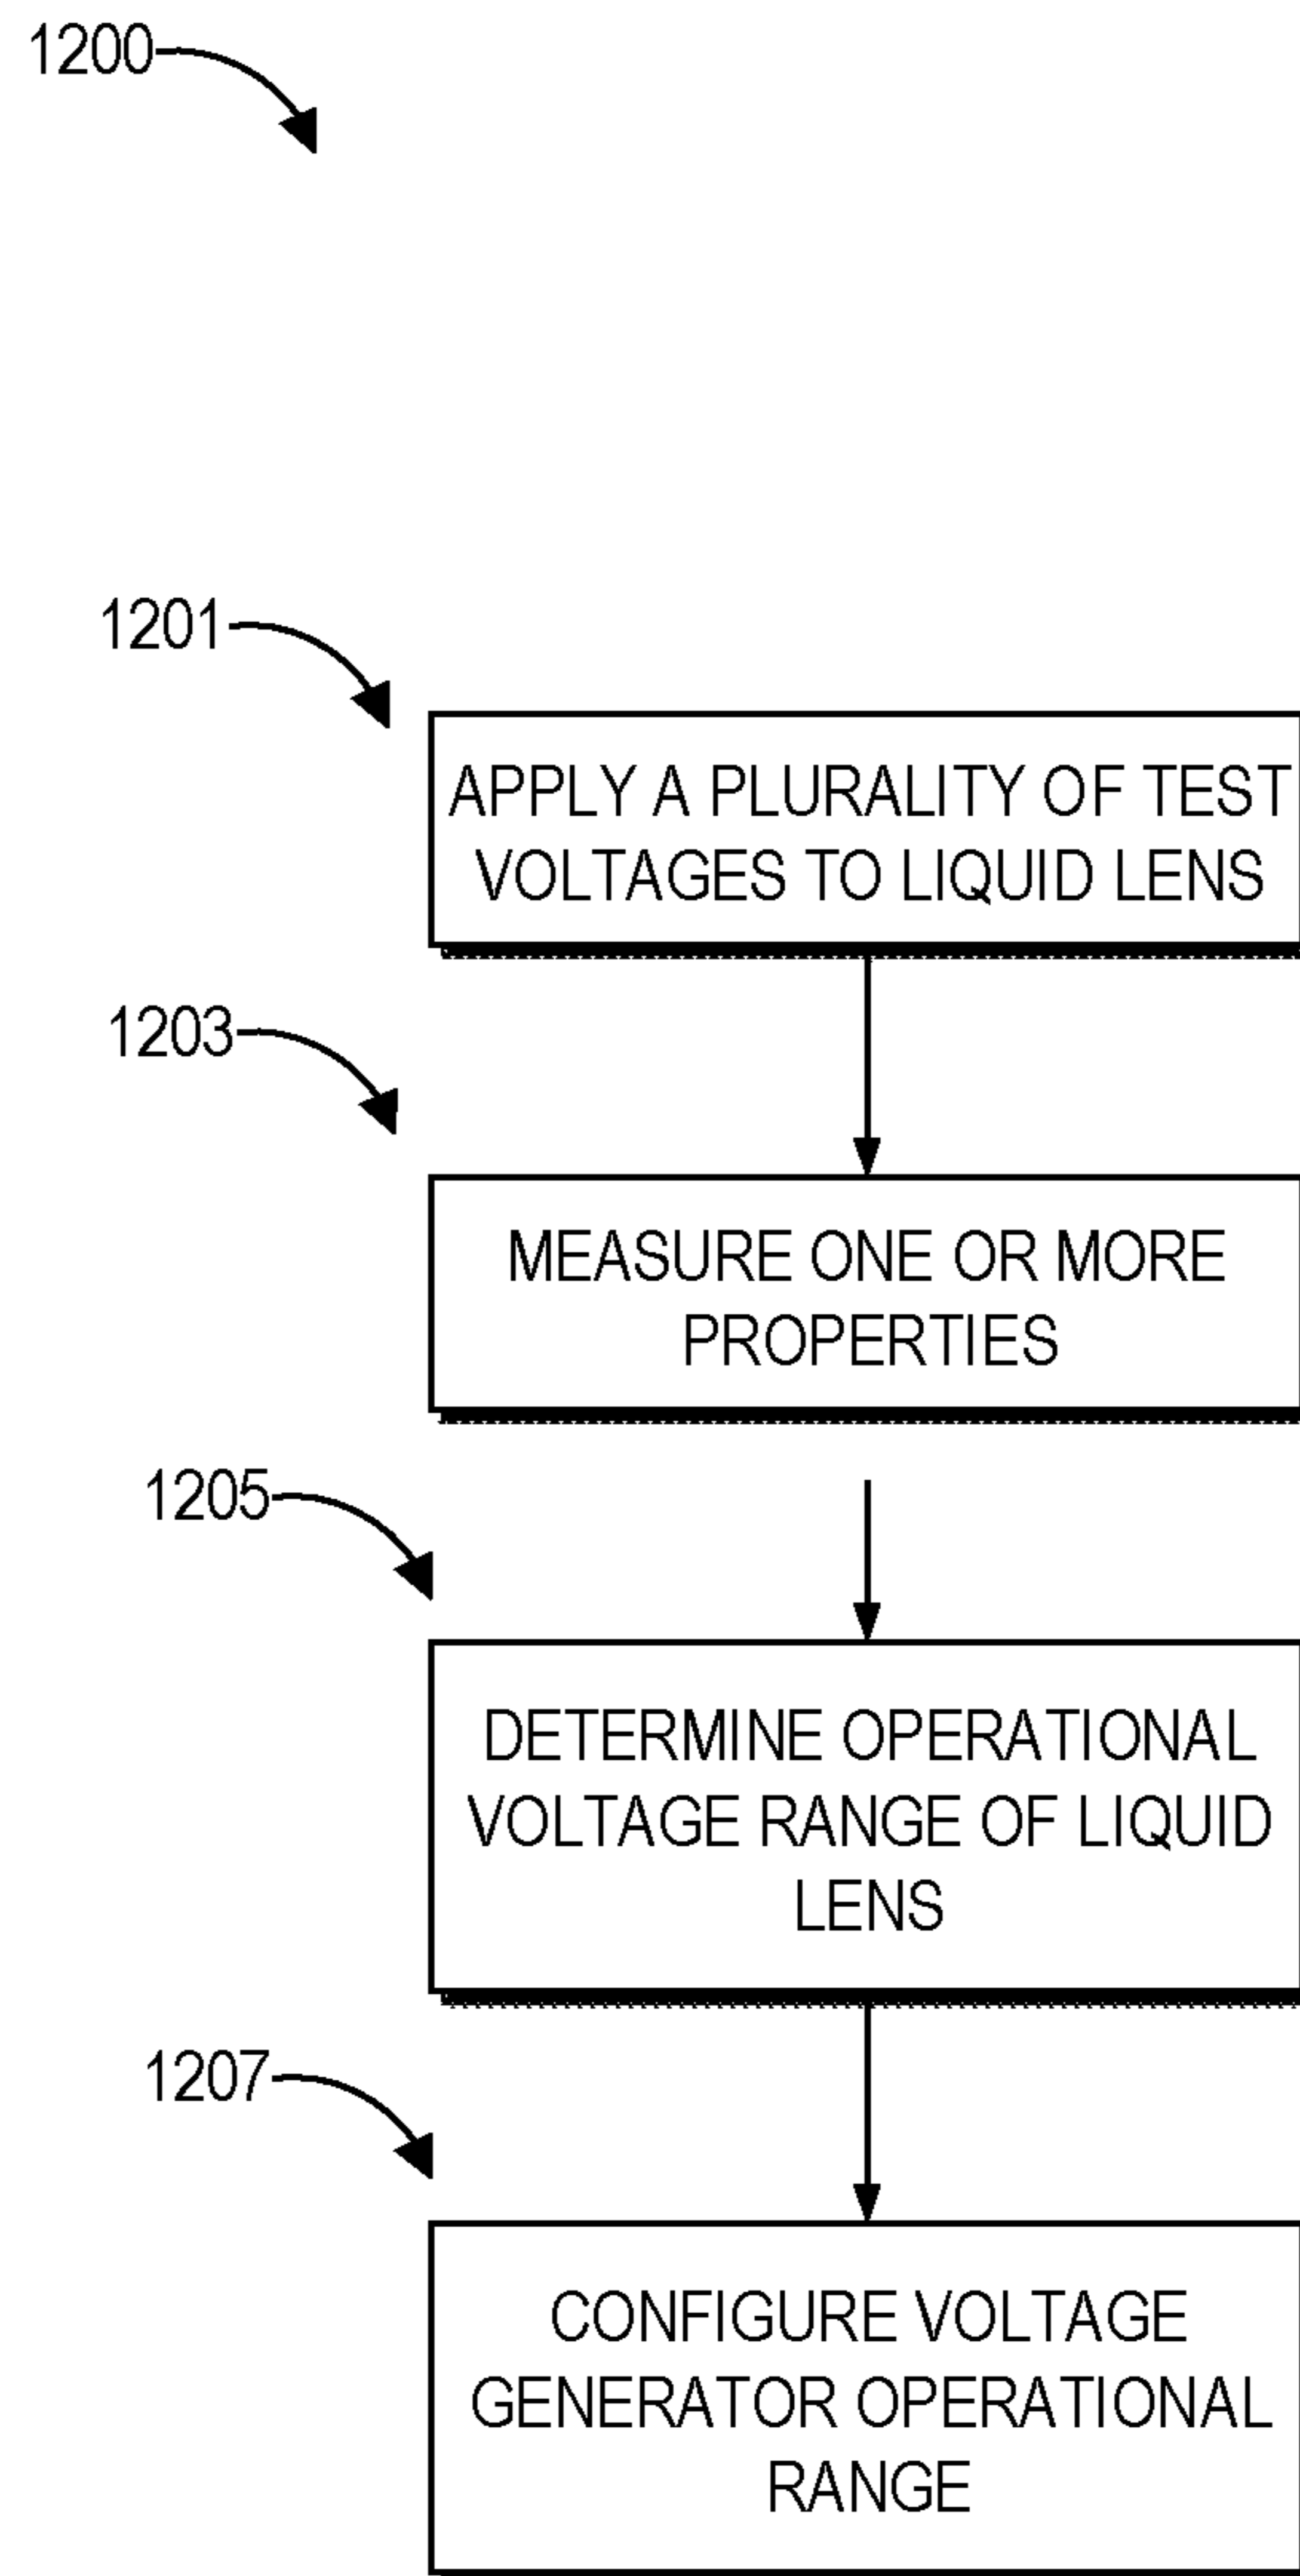 1200
1201
APPLY A PLURALITY OF TEST
VOLTAGES TO LIQUID LENS
1203
MEASURE ONE OR MORE
PROPERTIES
1205
DETERMINE OPERATIONAL
VOLTAGE RANGE OF LIQUID
LENS
1207
CONFIGURE VOLTAGE
GENERATOR OPERATIONAL
RANGE